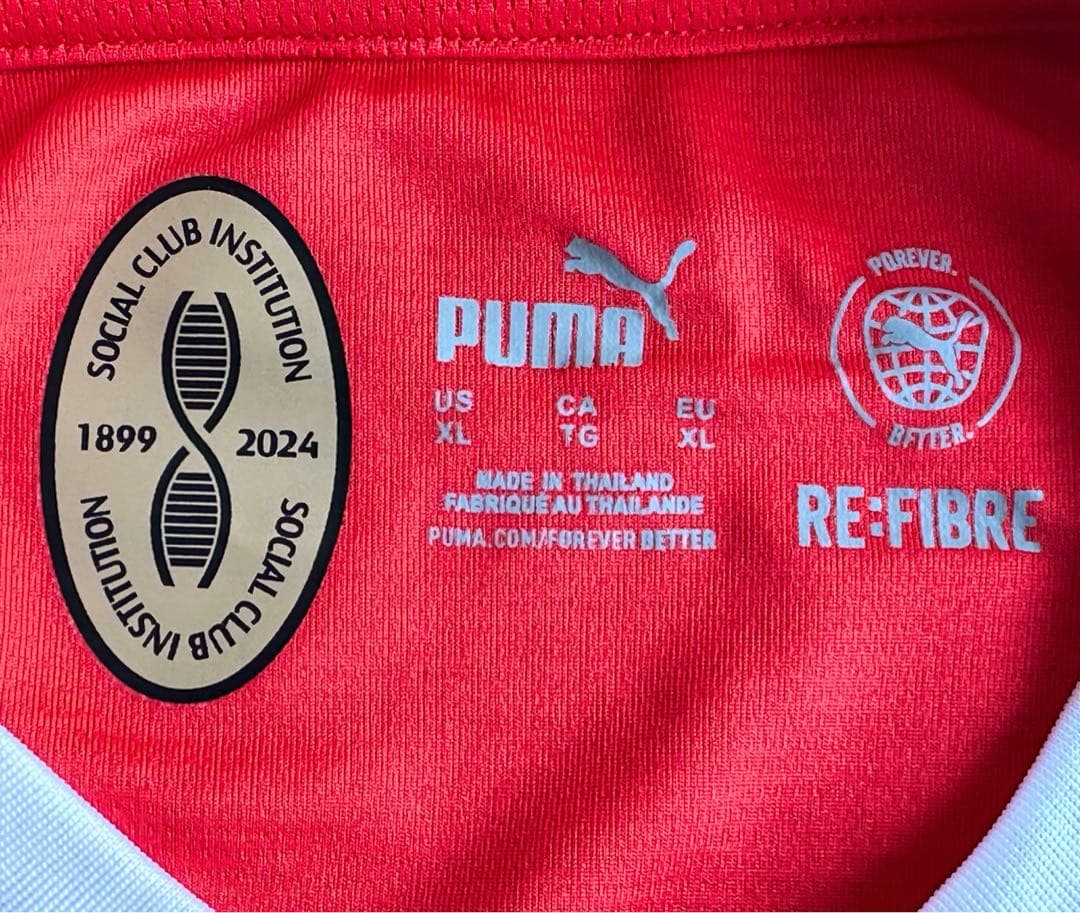 SOCIAL CLUB INSTITUTION
1899 2024
SOCIAL CLUB INSTITUTION
PUMA
US CA EU
XL TG XL
MADE IN THAILAND
FABRIQUÉ AU THAILANDE
PUMA.COM/FOREVER BETTER
FOREVER.
BETTER.
RE:FIBRE